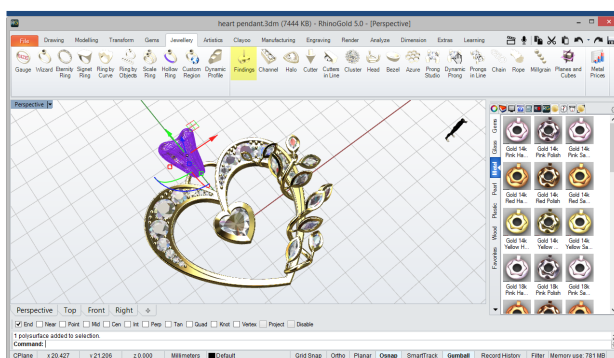 heart pendant.3dm (7444 KB) - RhinoGold 5.0 - [Perspective]
File Drawing Modelling Transform Gems Jewellery Artistics Clayoo Manufacturing Engraving Render Analyze Dimension Extras Learning
Gauge Wizard Eternity Ring Signet Ring Ring by Curve Ring by Objects Scale Ring Hollow Ring Custom Region Dynamic Profile Findings Channel Halo Cutter Cutters in Line Cluster Head Bezel Azure Prong Studio Dynamic Prong Prongs in Line Chain Rope Millgrain Planes and Cubes Metal Prices
Perspective
Gems
Glass
Metal
Pearl
Plastic
Wood
Favorites
Gold 14k Pink Ha... Gold 14k Pink Polish Gold 14k Pink Sa...
Gold 14k Red Ha... Gold 14k Red Polish Gold 14k Red Sa...
Gold 14k Yellow H... Gold 14k Yellow ... Gold 14k Yellow Sa...
Gold 18k Pink Ha... Gold 18k Pink Polish Gold 18k Pink Sa...
Perspective Top Front Right
End Near Point Mid Cen Int Perp Tan Quad Knot Vertex Project Disable
1 polysurface added to selection.
Command:
CPlane x 20.427 y 21.206 z 0.000 Millimeters Default Grid Snap Ortho Planar Osnap SmartTrack Gumball Record History Filter Memory use: 781 MB